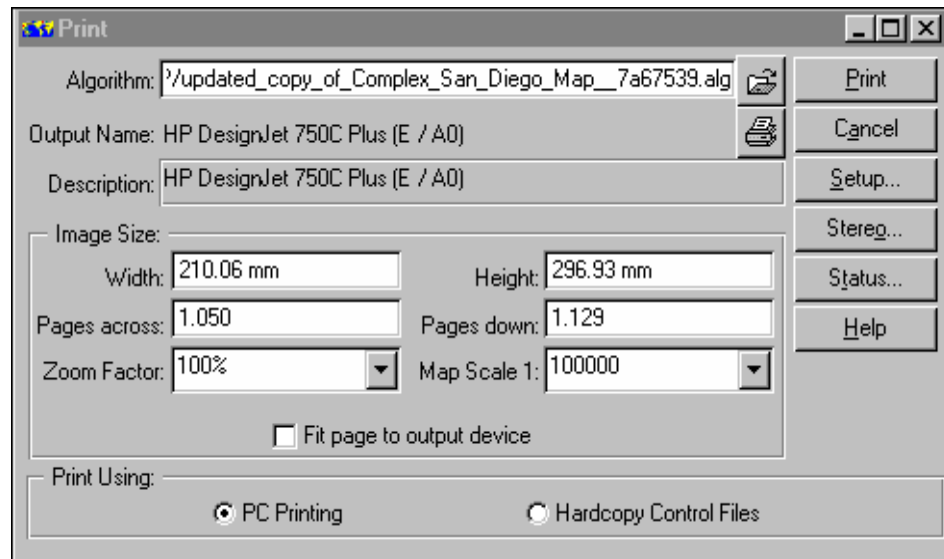 Print
Algorithm: ?/updated_copy_of_Complex_San_Diego_Map__7a67539.alg
Print
Output Name: HP DesignJet 750C Plus (E / A0)
Cancel
Description: HP DesignJet 750C Plus (E / A0)
Setup...
Image Size:
Stereo...
Width: 210.06 mm
Height: 296.93 mm
Status...
Pages across: 1.050
Pages down: 1.129
Help
Zoom Factor: 100%
Map Scale 1: 100000
Fit page to output device
Print Using:
PC Printing
Hardcopy Control Files